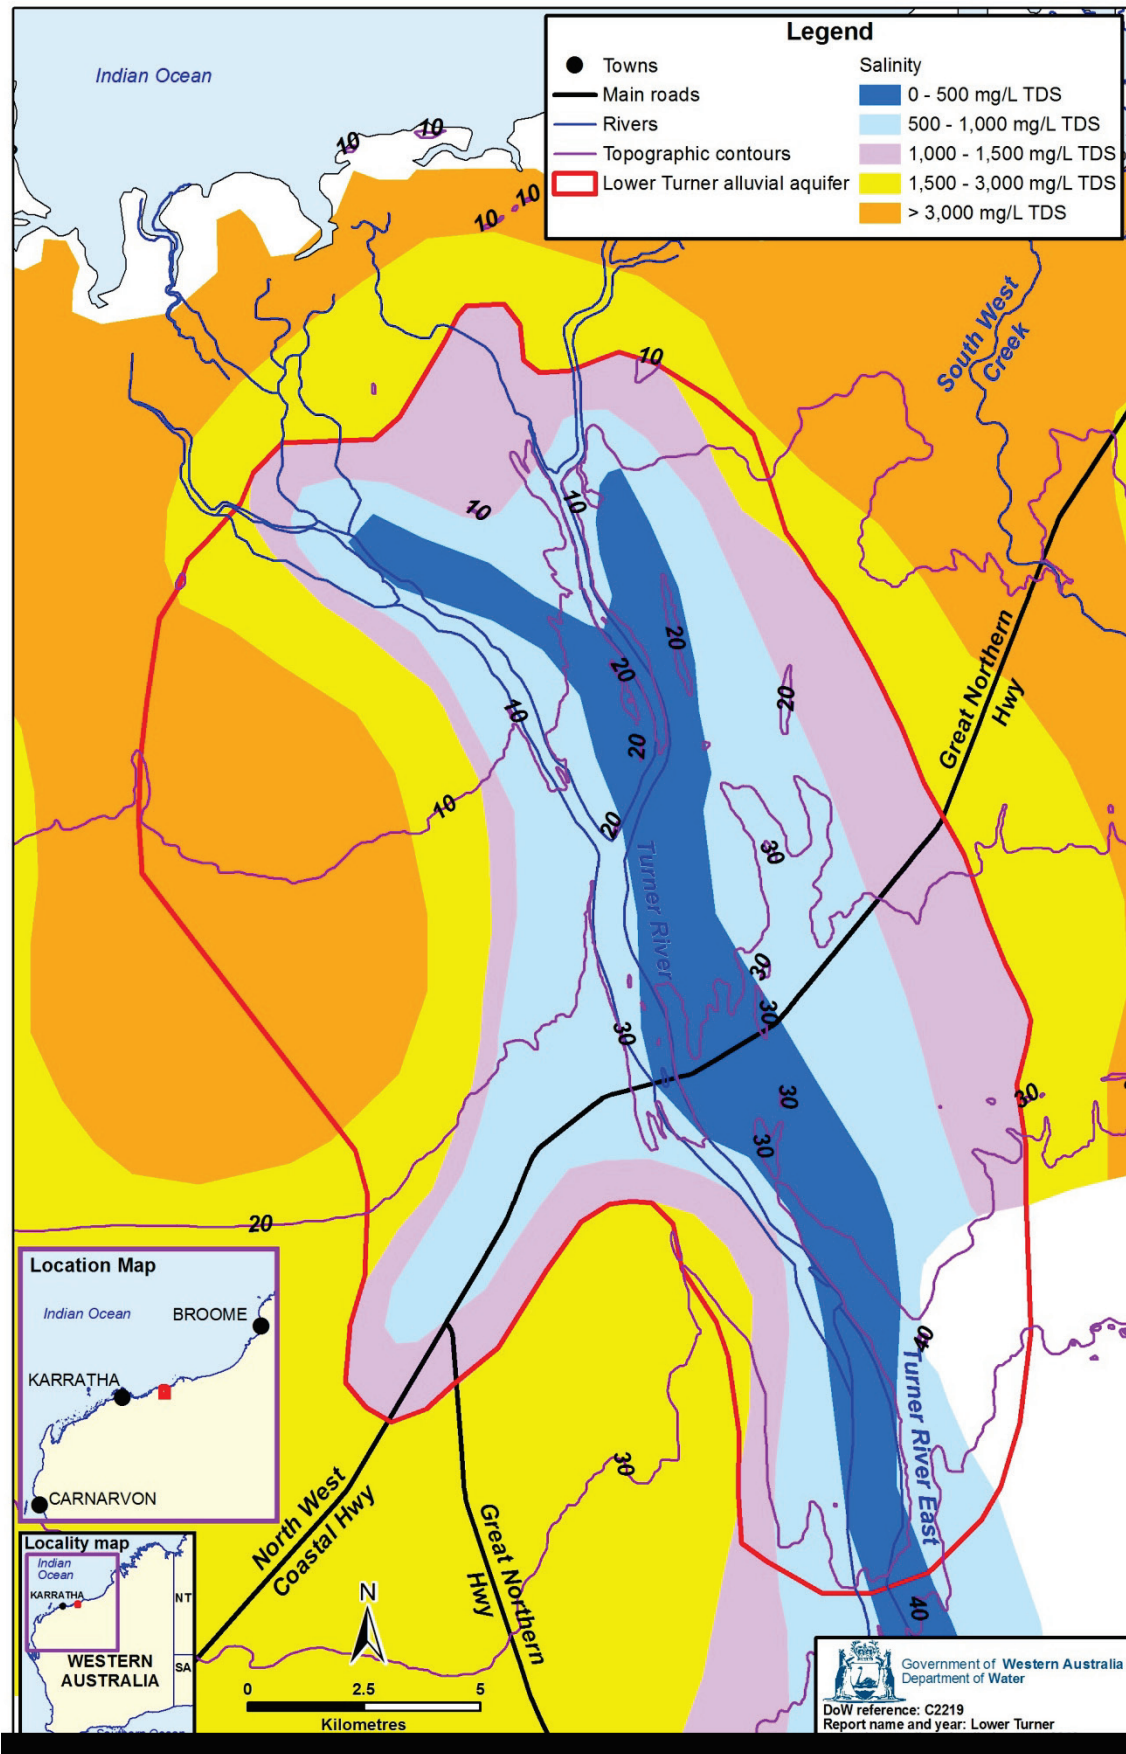 Indian Ocean
Legend
Towns
Main roads
Rivers
Topographic contours
Lower Turner alluvial aquifer
Salinity
0 - 500 mg/L TDS
500 - 1,000 mg/L TDS
1,000 - 1,500 mg/L TDS
1,500 - 3,000 mg/L TDS
> 3,000 mg/L TDS
10
10
10
10
South West
Creek
10
10
10
20
20
20
Great Northern
Hwy
10
20
10
20
30
Turner River
30
30
30
30
30
30
20
40
Turner River East
30
North West
Coastal Hwy
Great Northern
Hwy
40
Location Map
Indian Ocean
BROOME
KARRATHA
CARNARVON
Locality map
Indian
Ocean
KARRATHA
NT
WESTERN
AUSTRALIA
SA
N
0 2.5 5
Kilometres
Government of Western Australia
Department of Water
DoW reference: C2219
Report name and year: Lower Turner